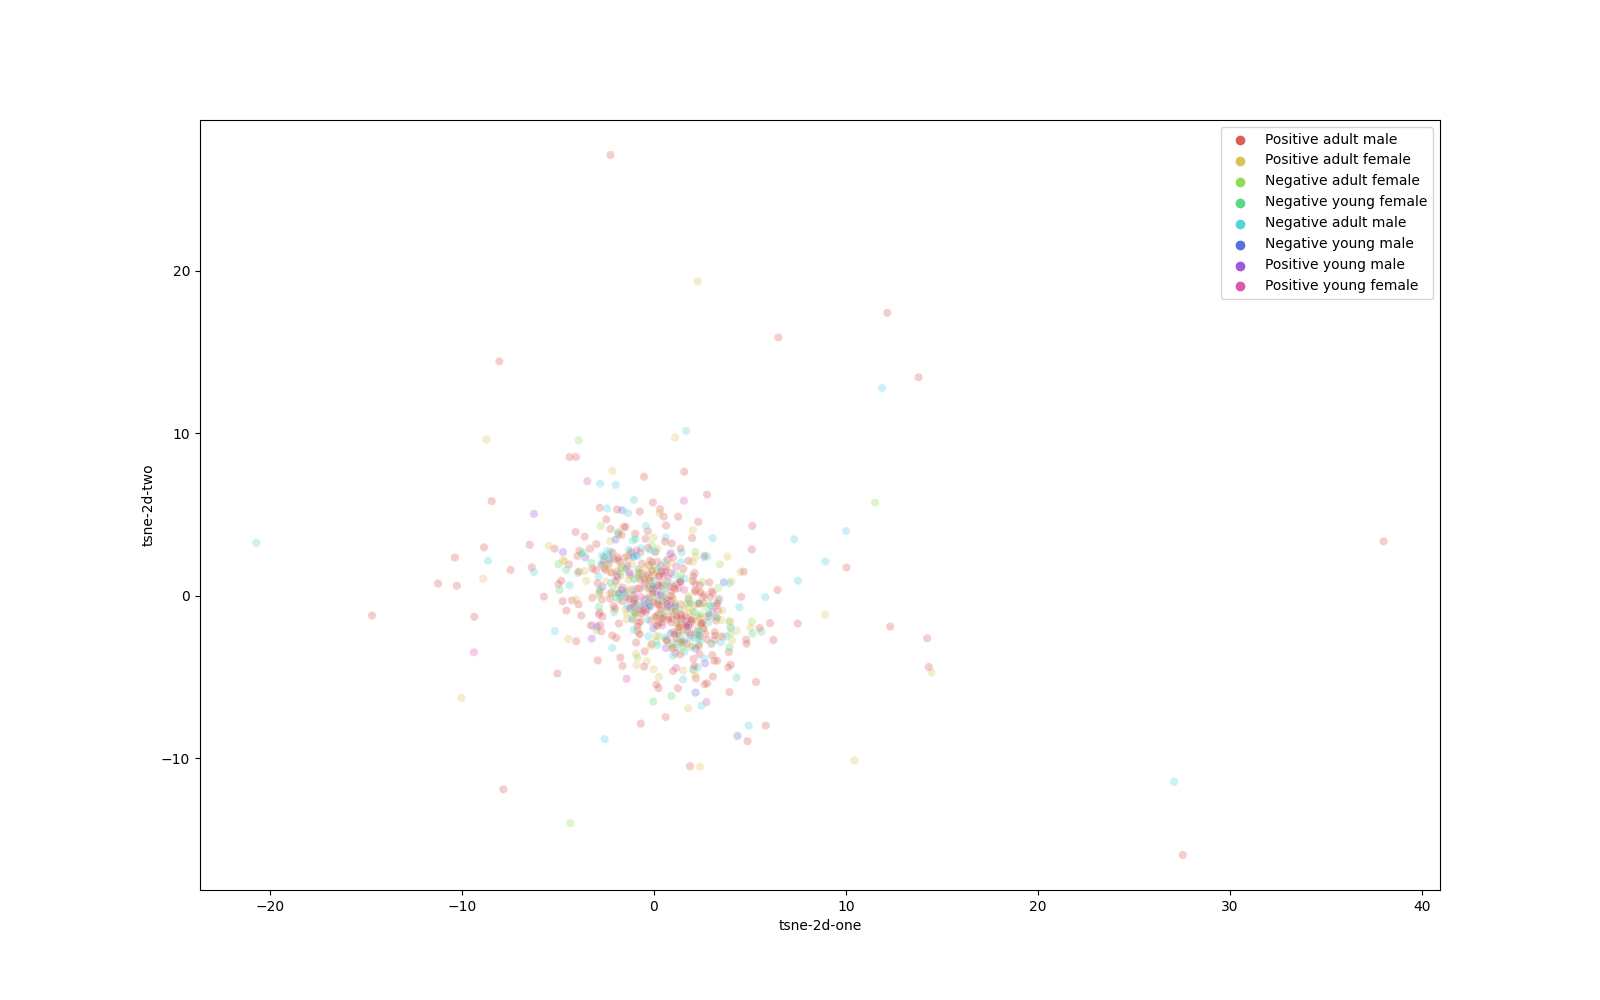 Positive adult male
Positive adult female
Negative adult female
Negative young female
Negative adult male
Negative young male
Positive young male
Positive young female
20
10
0
−10
tsne-2d-two
−20 −10 0 10 20 30 40
tsne-2d-one